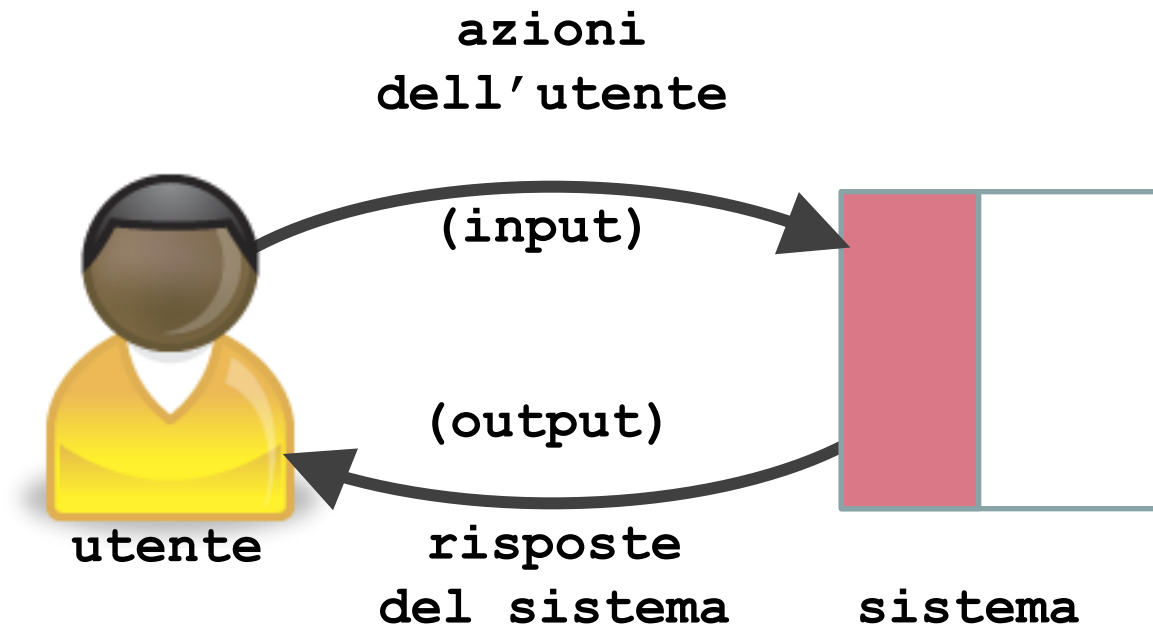 azioni
dell’utente
(input)
(output)
utente
risposte
del sistema
sistema